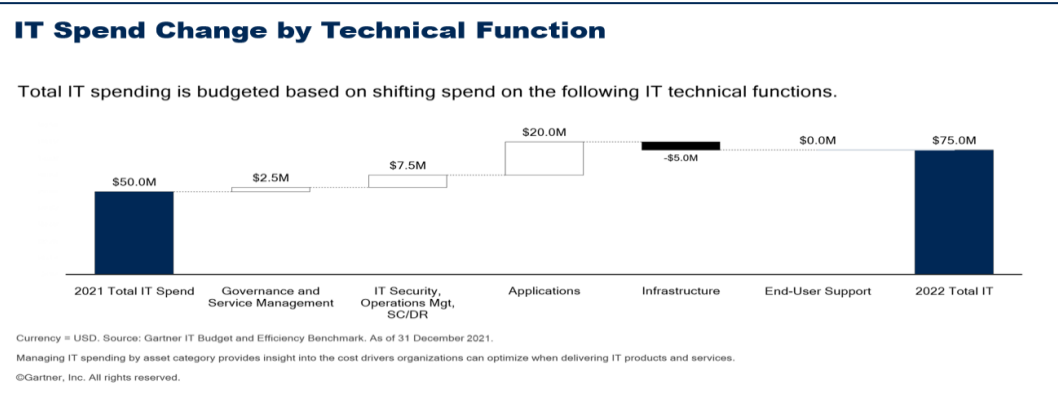 IT Spend Change by Technical Function
Total IT spending is budgeted based on shifting spend on the following IT technical functions.
$50.0M
$2.5M
$7.5M
$20.0M
-$5.0M
$0.0M
$75.0M
2021 Total IT Spend
Governance and
Service Management
IT Security,
Operations Mgt,
SC/DR
Applications
Infrastructure
End-User Support
2022 Total IT
Currency = USD. Source: Gartner IT Budget and Efficiency Benchmark. As of 31 December 2021.
Managing IT spending by asset category provides insight into the cost drivers organizations can optimize when delivering IT products and services.
©Gartner, Inc. All rights reserved.